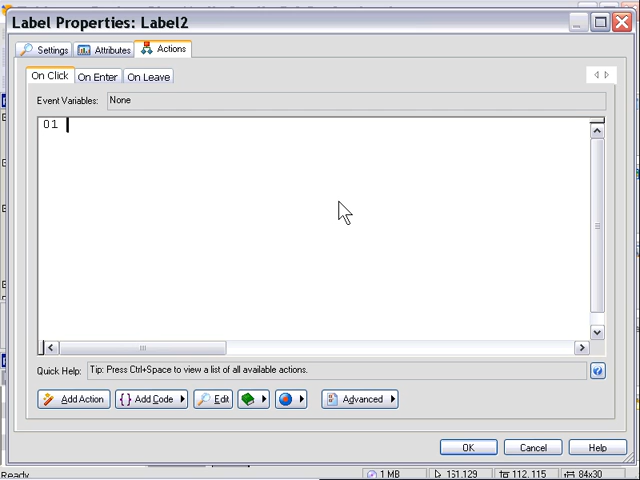 Label Properties: Label2
Settings
Attributes
Actions
On Click
On Enter
On Leave
Event Variables:
None
01
Quick Help:
Tip: Press Ctrl+Space to view a list of all available actions.
Add Action
{ } Add Code
Edit
Advanced
OK
Cancel
Help
Ready
1 MB
161,129
112,115
84x30